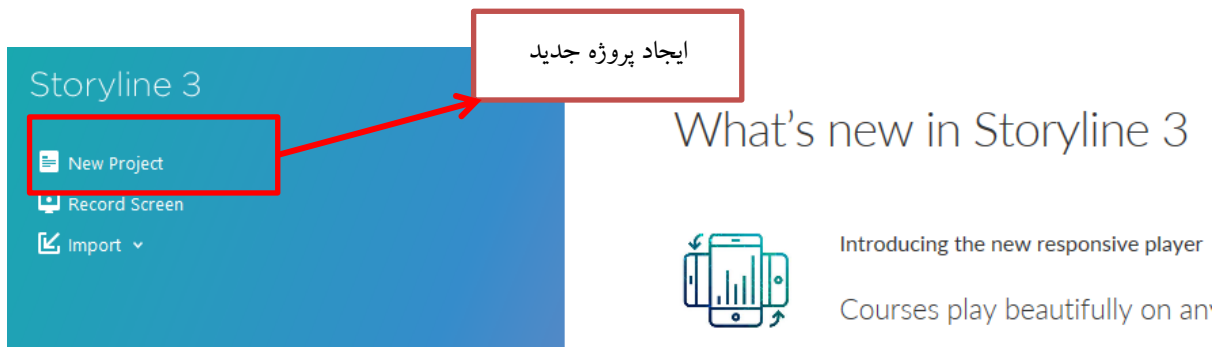 ایجاد پروژه جدید
Storyline 3
New Project
Record Screen
Import
What's new in Storyline 3
Introducing the new responsive player
Courses play beautifully on any